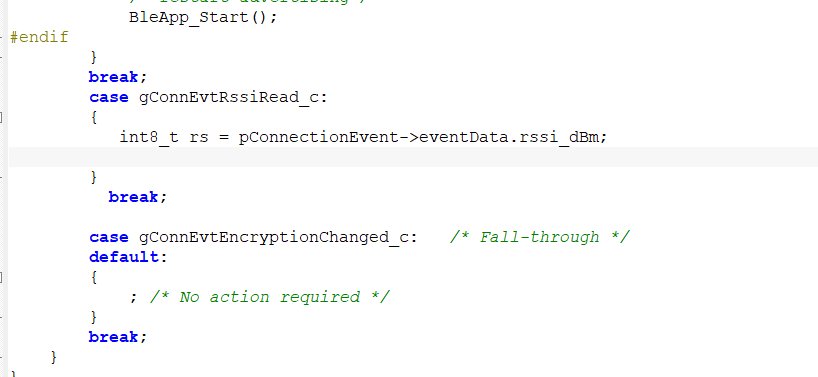 BleApp_Start();
#endif
}
break;
case gConnEvtRssiRead_c:
{
int8_t rs = pConnectionEvent->eventData.rssi_dBm;
}
break;
case gConnEvtEncryptionChanged_c: /* Fall-through */
default:
{
; /* No action required */
}
break;
}